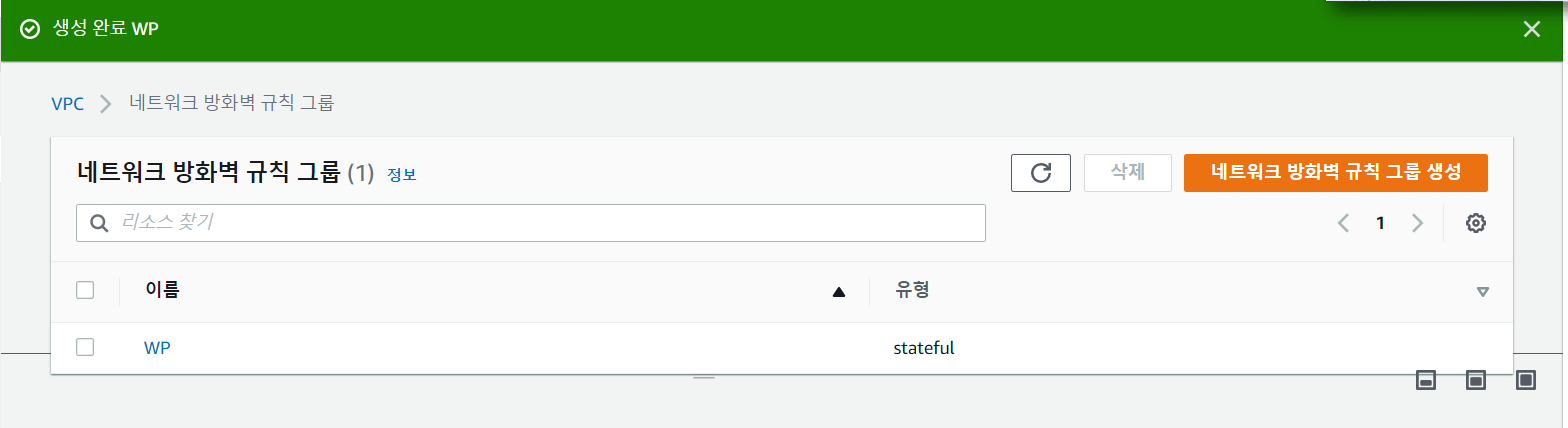 생성 완료 WP
VPC 네트워크 방화벽 규칙 그룹
네트워크 방화벽 규칙 그룹 (1) 정보 삭제 네트워크 방화벽 규칙 그룹 생성
리소스 찾기 1
이름 유형
WP stateful